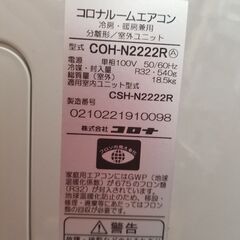 コロナルームエアコン
冷房・暖房兼用
分離形/室外ユニット
型式 COH-N2222R Ⓐ
電源 単相100V 50/60Hz
冷媒・封入量 R32・540g
総質量(室外) 18.5kg
適用室内ユニット型式
CSH-N2222R
製造番号
0210221910098
株式会社 コロナ
家庭用エアコンにはGWP(地球
温暖化係数)が675のフロン類
(R32)が封入されています。地球
警告